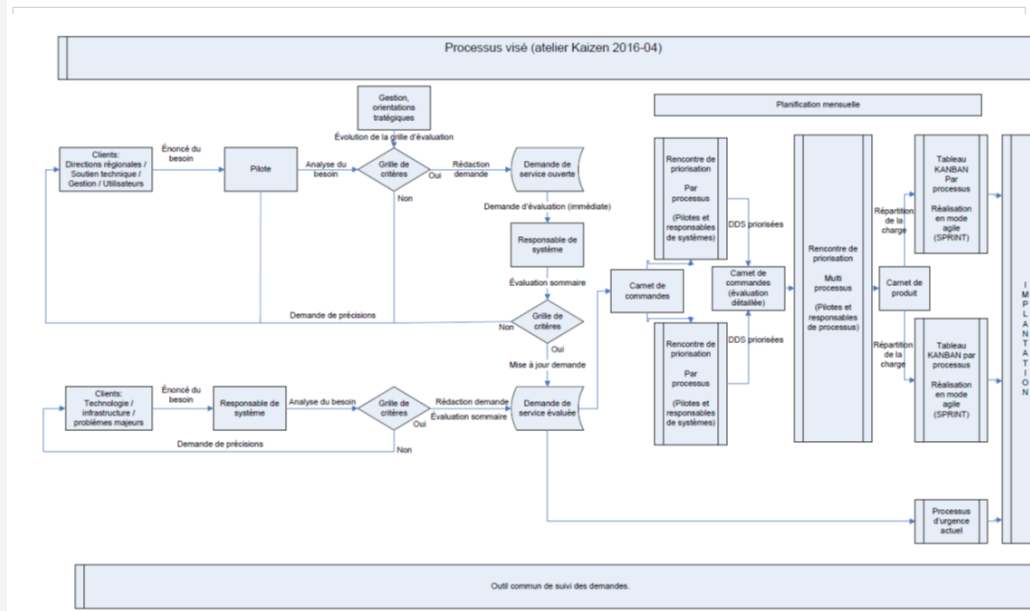 Processus visé (atelier Kaizen 2016-04)
Gestion,
orientations
tratégiques
Planification mensuelle
Évolution de la grille d'évaluation
Clients:
Directions régionales /
Soutien technique /
Gestion / Utilisateurs
Énoncé du
besoin
Pilote
Analyse du
besoin
Grille de
critères
Oui
Non
Rédaction
demande
Demande de
service ouverte
Demande d'évaluation (immédiate)
Responsable de
système
Évaluation sommaire
Grille de
critères
Non
Oui
Demande de précisions
Mise à jour demande
Clients:
Technologie /
infrastructure /
problèmes majeurs
Énoncé du
besoin
Responsable de
système
Analyse du besoin
Grille de
critères
Oui
Non
Rédaction demande
Évaluation sommaire
Demande de
service évaluée
Demande de précisions
Carnet de
commandes
Rencontre de
priorisation
Par
processus
(Pilotes et
responsables
de systèmes)
DDS priorisées
Carnet de
commandes
(évaluation
détaillée)
DDS priorisées
Rencontre de
priorisation
Par
processus
(Pilotes et
responsables
de systèmes)
Rencontre de
priorisation
Multi
processus
(Pilotes et
responsables
de processus)
Répartition
de la
charge
Carnet de
produit
Répartition
de la
charge
Tableau
KANBAN
Par
processus
Réalisation
en mode
agile
(SPRINT)
Tableau
KANBAN par
processus
Réalisation
en mode
agile
(SPRINT)
Processus
d'urgence
actuel
I
M
P
L
A
N
T
A
T
I
O
N
Outil commun de suivi des demandes.